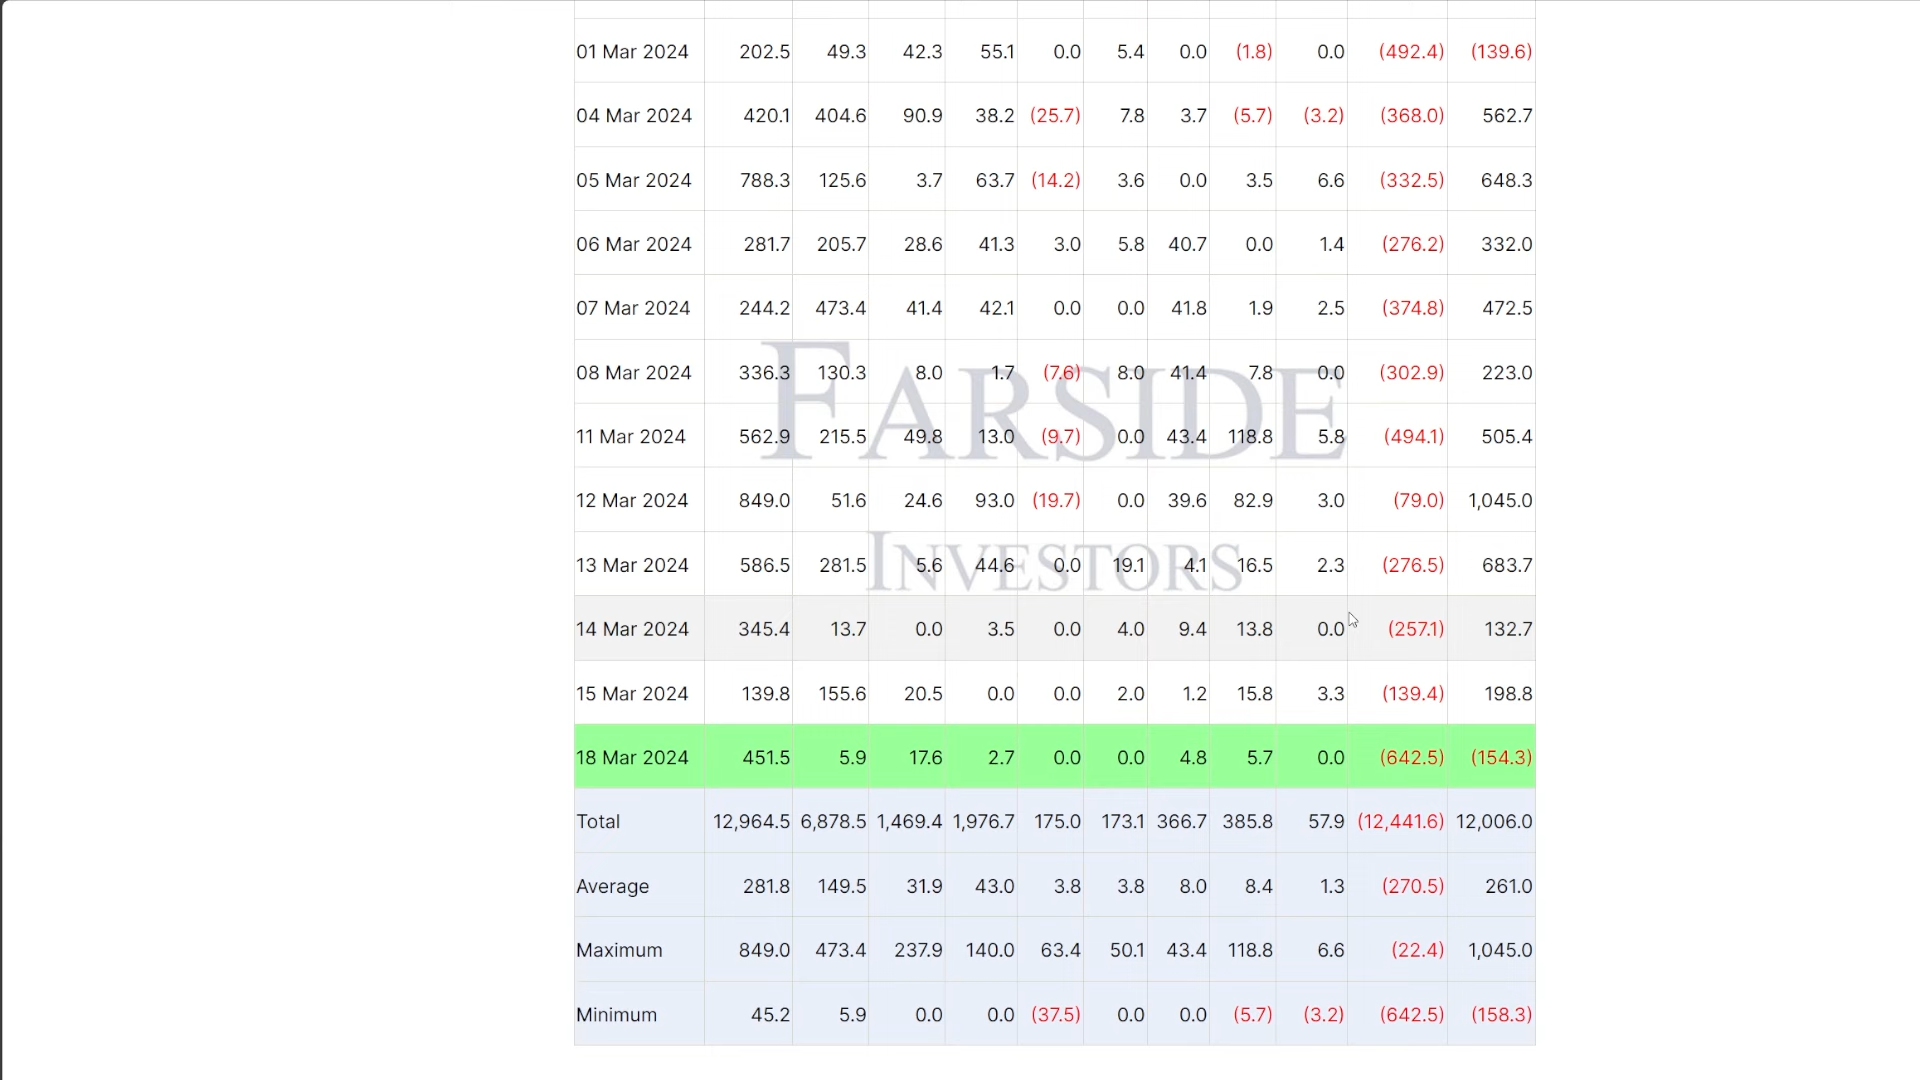 01 Mar 2024 202.5 49.3 42.3 55.1 0.0 5.4 0.0 (1.8) 0.0 (492.4) (139.6)
04 Mar 2024 420.1 404.6 90.9 38.2 (25.7) 7.8 3.7 (5.7) (3.2) (368.0) 562.7
05 Mar 2024 788.3 125.6 3.7 63.7 (14.2) 3.6 0.0 3.5 6.6 (332.5) 648.3
06 Mar 2024 281.7 205.7 28.6 41.3 3.0 5.8 40.7 0.0 1.4 (276.2) 332.0
07 Mar 2024 244.2 473.4 41.4 42.1 0.0 0.0 41.8 1.9 2.5 (374.8) 472.5
08 Mar 2024 336.3 130.3 8.0 1.7 (7.6) 8.0 41.4 7.8 0.0 (302.9) 223.0
FARSIDE
11 Mar 2024 562.9 215.5 49.8 13.0 (9.7) 0.0 43.4 118.8 5.8 (494.1) 505.4
12 Mar 2024 849.0 51.6 24.6 93.0 (19.7) 0.0 39.6 82.9 3.0 (79.0) 1,045.0
INVESTORS
13 Mar 2024 586.5 281.5 5.6 44.6 0.0 19.1 4.1 16.5 2.3 (276.5) 683.7
14 Mar 2024 345.4 13.7 0.0 3.5 0.0 4.0 9.4 13.8 0.0 (257.1) 132.7
15 Mar 2024 139.8 155.6 20.5 0.0 0.0 2.0 1.2 15.8 3.3 (139.4) 198.8
18 Mar 2024 451.5 5.9 17.6 2.7 0.0 0.0 4.8 5.7 0.0 (642.5) (154.3)
Total 12,964.5 6,878.5 1,469.4 1,976.7 175.0 173.1 366.7 385.8 57.9 (12,441.6) 12,006.0
Average 281.8 149.5 31.9 43.0 3.8 3.8 8.0 8.4 1.3 (270.5) 261.0
Maximum 849.0 473.4 237.9 140.0 63.4 50.1 43.4 118.8 6.6 (22.4) 1,045.0
Minimum 45.2 5.9 0.0 0.0 (37.5) 0.0 0.0 (5.7) (3.2) (642.5) (158.3)